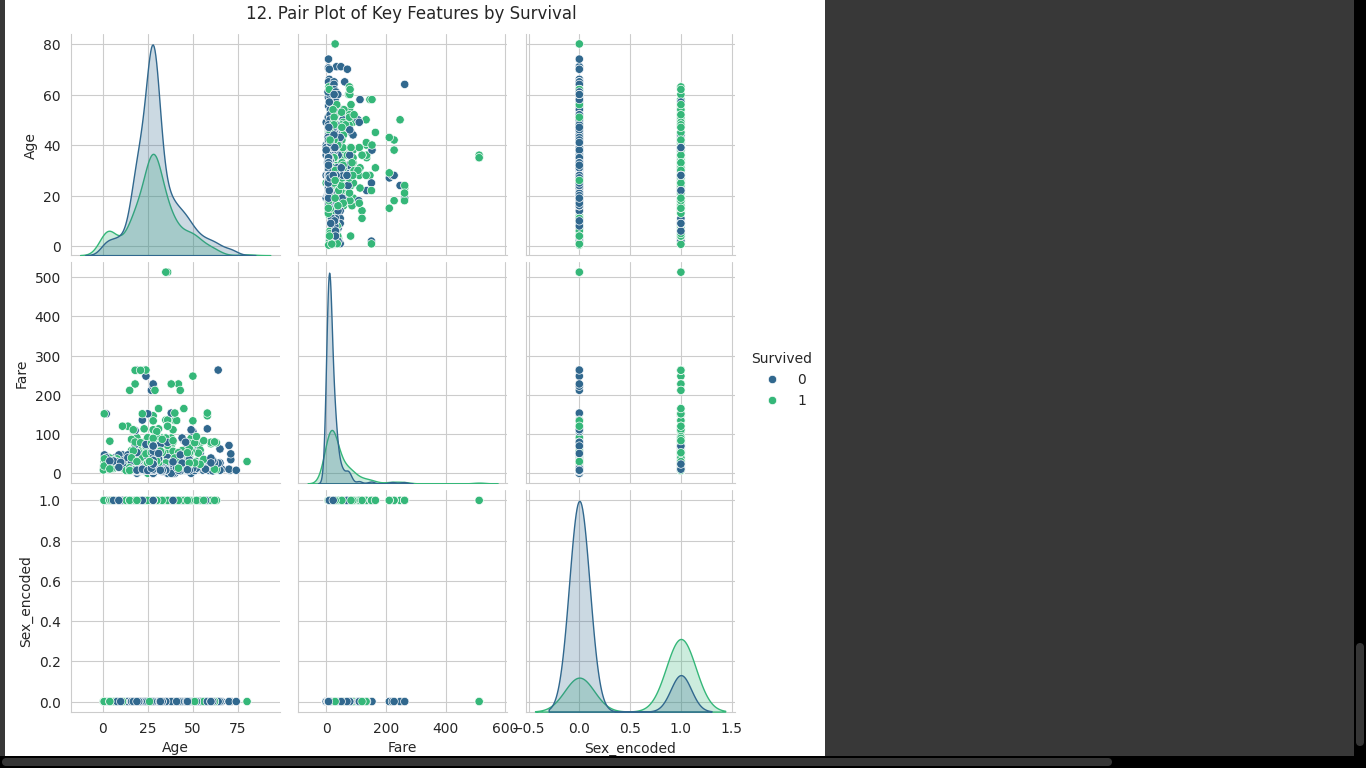 12. Pair Plot of Key Features by Survival
80
60
40
20
0
Age
500
400
300
200
100
0
Fare
Survived
0
1
1.0
0.8
0.6
0.4
0.2
0.0
Sex_encoded
0 25 50 75
0 200 400 600
−0.5 0.0 0.5 1.0 1.5
Age Fare Sex_encoded